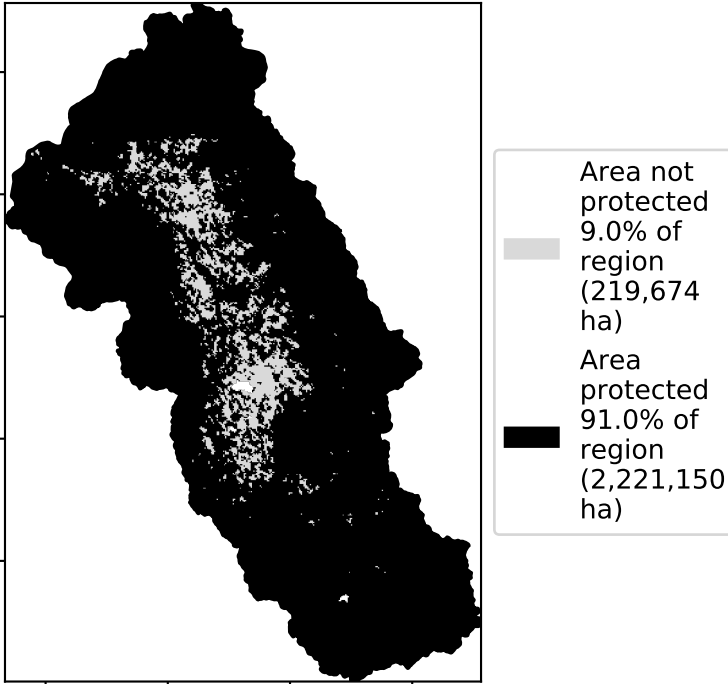 Area not
protected
9.0% of
region
(219,674
ha)
Area
protected
91.0% of
region
(2,221,150
ha)